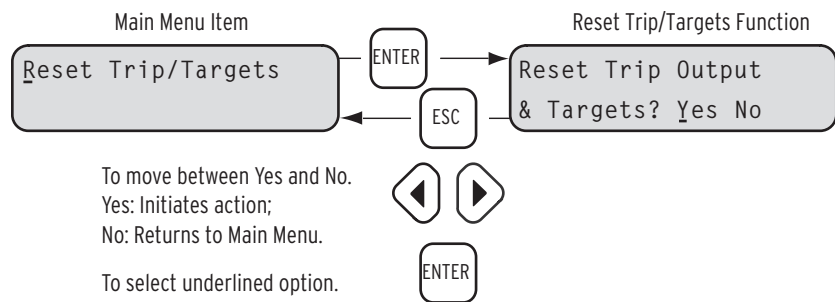 Main Menu Item
Reset Trip/Targets Function
Reset Trip/Targets
ENTER
Reset Trip Output
& Targets? Yes No
ESC
To move between Yes and No.
Yes: Initiates action;
No: Returns to Main Menu.
To select underlined option.
ENTER